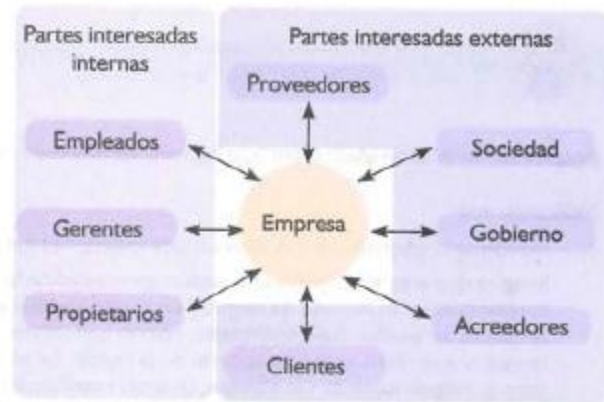 Partes interesadas
internas
Partes interesadas externas
Proveedores
Empleados
Sociedad
Gerentes
Empresa
Gobierno
Propietarios
Acreedores
Clientes